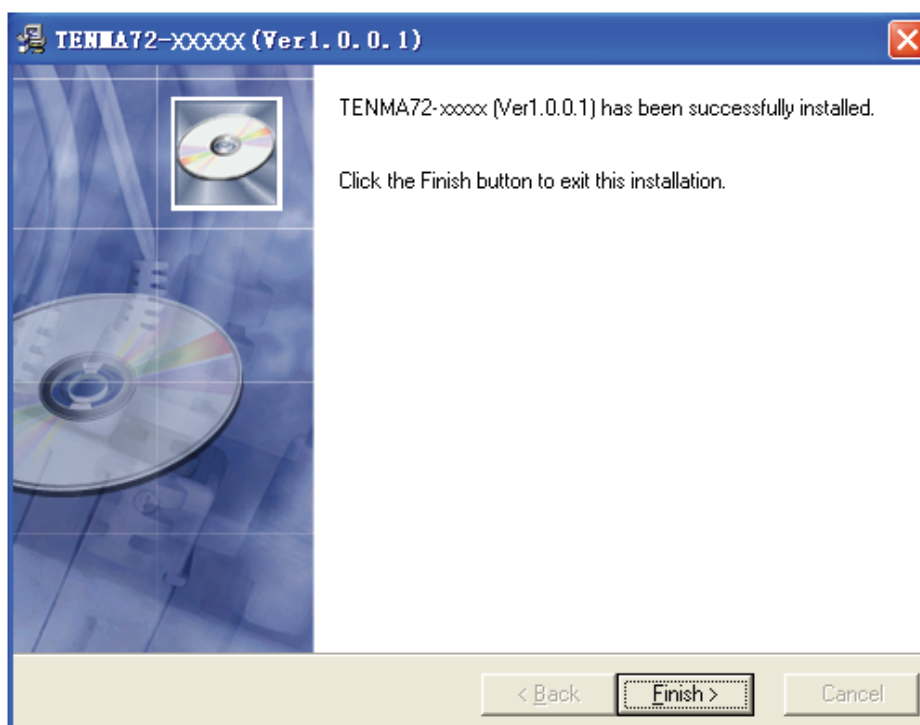 TENMA72-XXXXX(Ver1.0.0.1)
TENMA72-xxxxx (Ver1.0.0.1) has been successfully installed.
Click the Finish button to exit this installation.
< Back
Finish >
Cancel